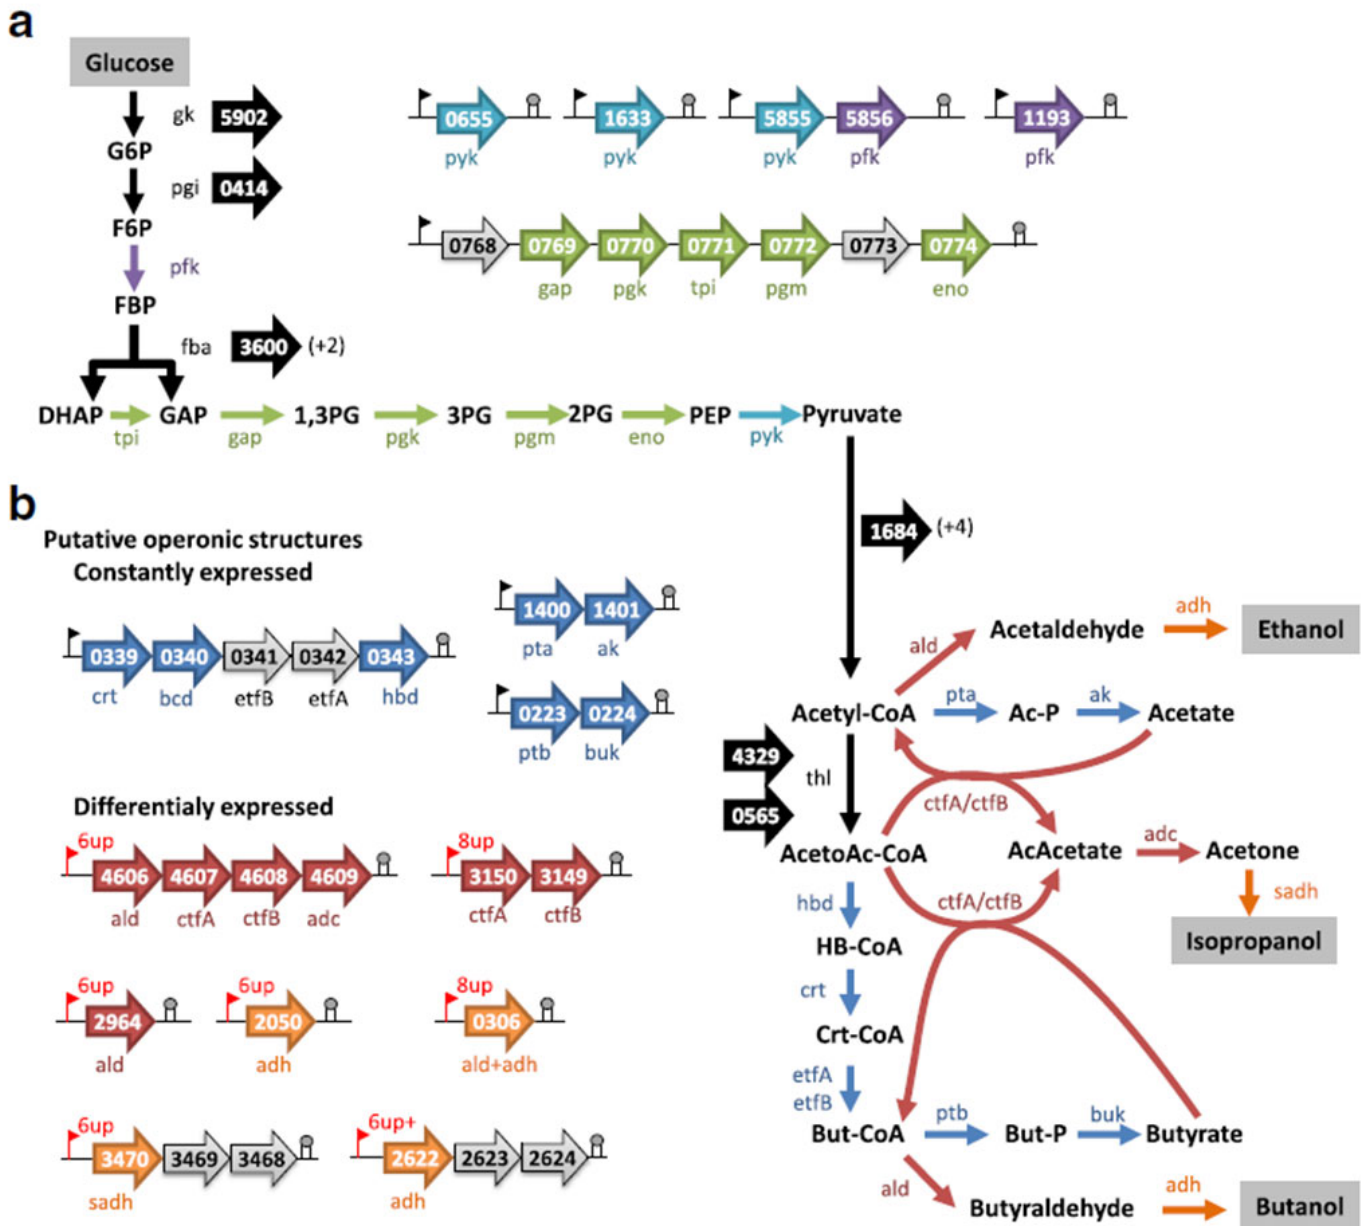 a
Glucose
gk 5902
G6P
pgi 0414
F6P
pfk
FBP
fba 3600 (+2)
0655 1633 5855 5856 1193
pyk pyk pyk pfk pfk
0768 0769 0770 0771 0772 0773 0774
gap pgk tpi pgm eno
DHAP GAP 1,3PG 3PG 2PG PEP Pyruvate
tpi gap pgk pgm eno pyk
1684 (+4)
b
Putative operonic structures
Constantly expressed
0339 0340 0341 0342 0343
crt bcd etfB etfA hbd
1400 1401
pta ak
0223 0224
ptb buk
Differentialy expressed
6up
4606 4607 4608 4609
ald ctfA ctfB adc
8up
3150 3149
ctfA ctfB
6up
2964
ald
6up
2050
adh
8up
0306
ald+adh
6up
3470 3469 3468
sadh
6up+
2622 2623 2624
adh
ald Acetaldehyde adh Ethanol
Acetyl-CoA pta Ac-P ak Acetate
4329
thl
0565
ctfA/ctfB
AcetoAc-CoA AcAcetate adc Acetone
sadh
Isopropanol
hbd
ctfA/ctfB
HB-CoA
crt
Crt-CoA
etfA
etfB
But-CoA ptb But-P buk Butyrate
ald Butyraldehyde adh Butanol